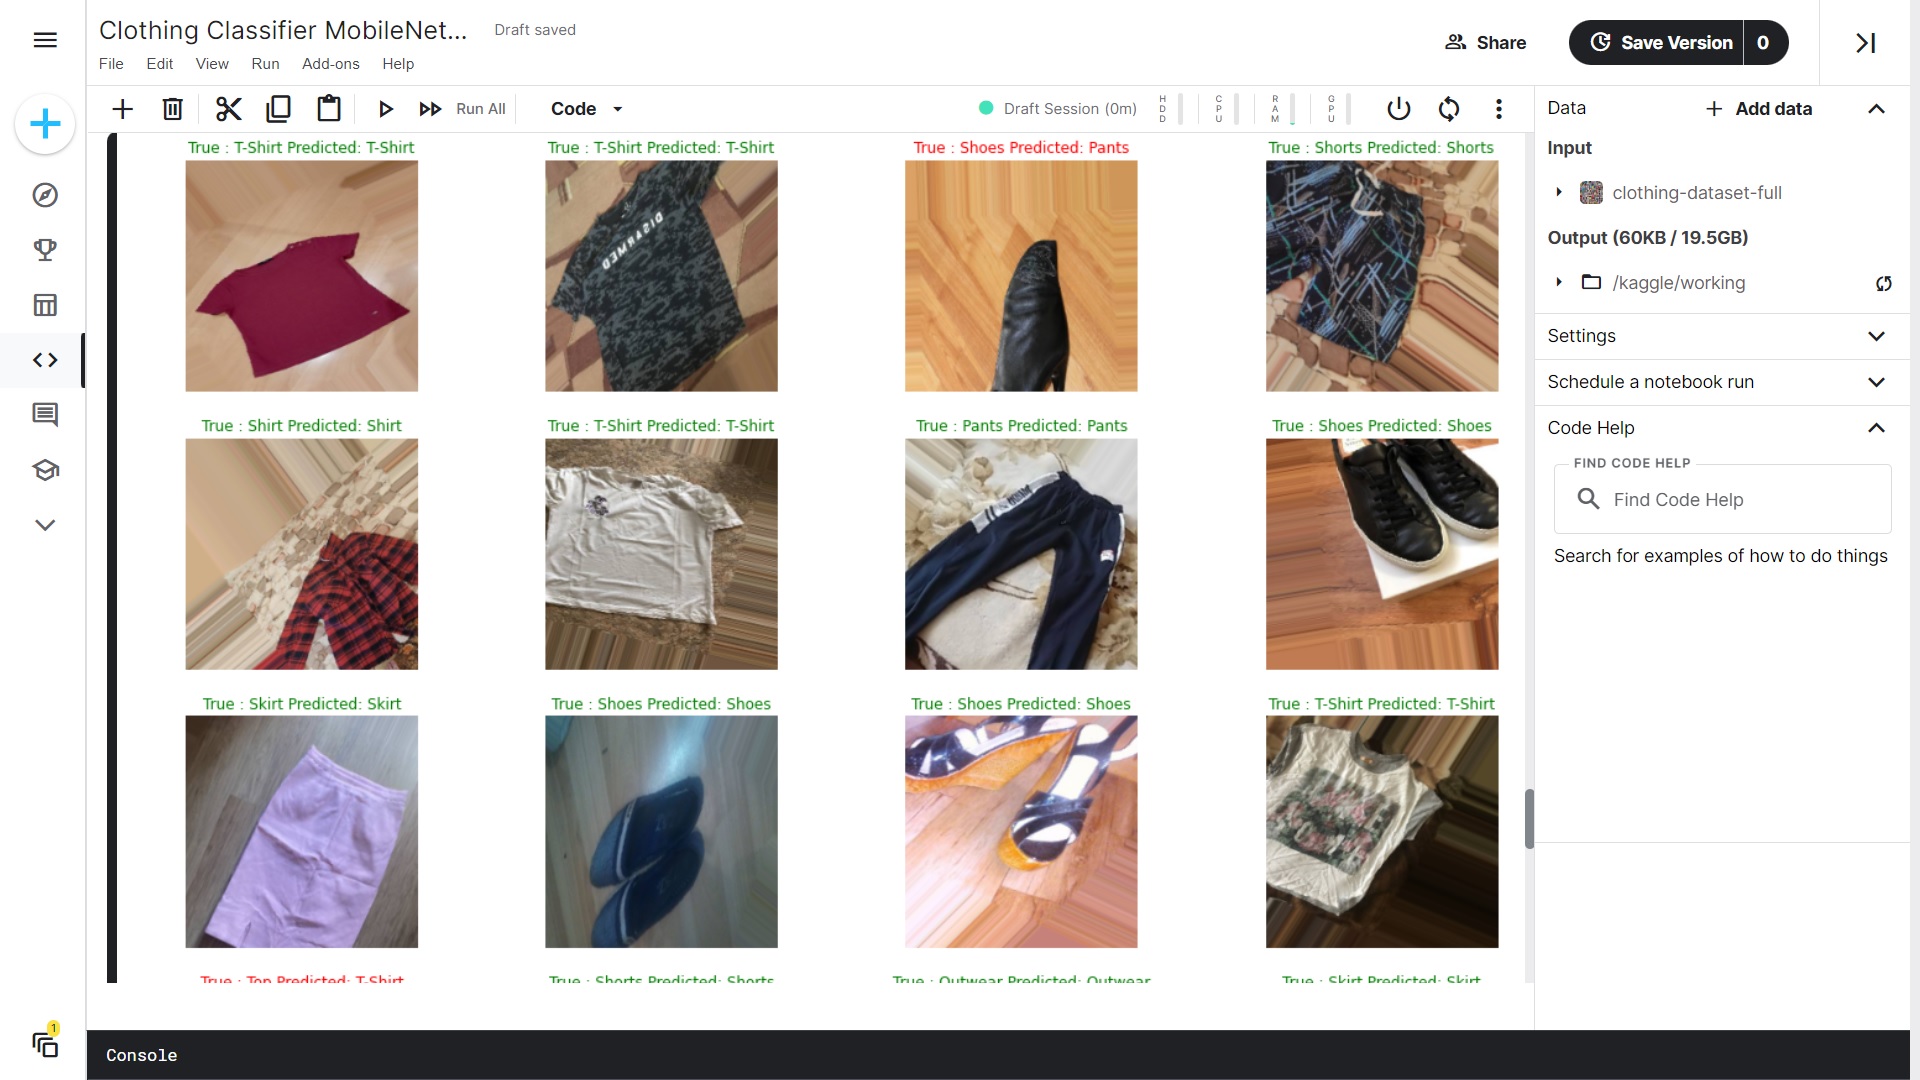 Clothing Classifier MobileNet...
Draft saved
File Edit View Run Add-ons Help
Share
Save Version 0
Run All
Code
Draft Session (0m)
HDD
CPU
RAM
GPU
Data
Add data
Input
clothing-dataset-full
Output (60KB / 19.5GB)
/kaggle/working
Settings
Schedule a notebook run
Code Help
FIND CODE HELP
Find Code Help
Search for examples of how to do things
True : T-Shirt Predicted: T-Shirt
True : T-Shirt Predicted: T-Shirt
True : Shoes Predicted: Pants
True : Shorts Predicted: Shorts
DISARMED
True : Shirt Predicted: Shirt
True : T-Shirt Predicted: T-Shirt
True : Pants Predicted: Pants
True : Shoes Predicted: Shoes
True : Skirt Predicted: Skirt
True : Shoes Predicted: Shoes
True : Shoes Predicted: Shoes
True : T-Shirt Predicted: T-Shirt
True : Top Predicted: T-Shirt
True : Shorts Predicted: Shorts
True : Outwear Predicted: Outwear
True : Skirt Predicted: Skirt
1
Console